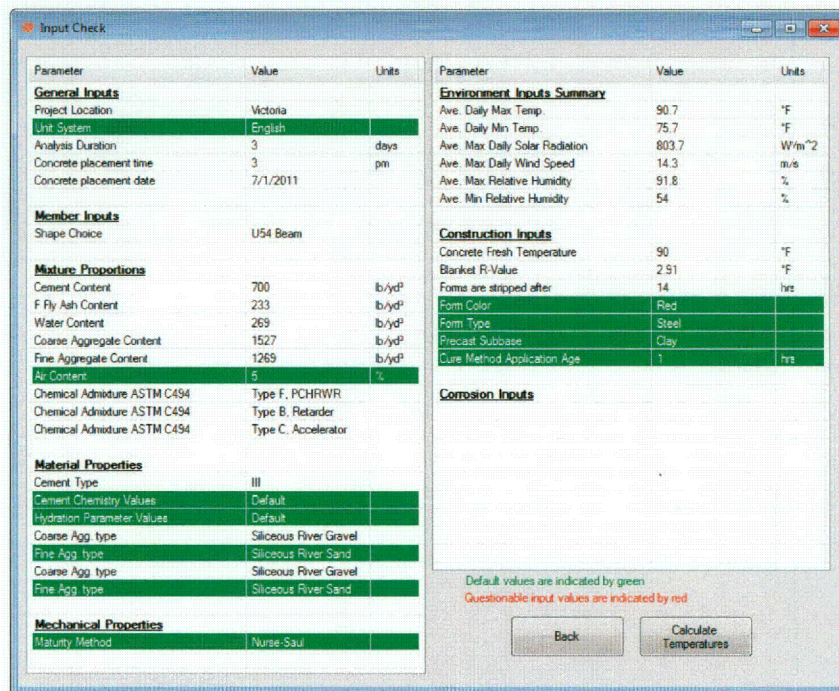 Input Check
Parameter Value Units
General Inputs
Project Location Victoria
Unit System English
Analysis Duration 3 days
Concrete placement time 3 pm
Concrete placement date 7/1/2011
Member Inputs
Shape Choice U54 Beam
Mixture Proportions
Cement Content 700 lb/yd³
F Fly Ash Content 233 lb/yd³
Water Content 269 lb/yd³
Coarse Aggregate Content 1527 lb/yd³
Fine Aggregate Content 1269 lb/yd³
Air Content 5 %
Chemical Admixture ASTM C494 Type F, PCHRWR
Chemical Admixture ASTM C494 Type B, Retarder
Chemical Admixture ASTM C494 Type C, Accelerator
Material Properties
Cement Type III
Cement Chemistry Values Default
Hydration Parameter Values Default
Coarse Agg. type Siliceous River Gravel
Fine Agg. type Siliceous River Sand
Coarse Agg. type Siliceous River Gravel
Fine Agg. type Siliceous River Sand
Mechanical Properties
Maturity Method Nurse-Saul
Parameter Value Units
Environment Inputs Summary
Ave. Daily Max Temp. 90.7 °F
Ave. Daily Min Temp. 75.7 °F
Ave. Max Daily Solar Radiation 803.7 W/m^2
Ave. Max Daily Wind Speed 14.3 m/s
Ave. Max Relative Humidity 91.8 %
Ave. Min Relative Humidity 54 %
Construction Inputs
Concrete Fresh Temperature 90 °F
Blanket R-Value 2.91 °F
Forms are stripped after 14 hrs
Form Color Red
Form Type Steel
Precast Subbase Clay
Cure Method Application Age 1 hrs
Corrosion Inputs
Default values are indicated by green
Questionable input values are indicated by red
Back
Calculate
Temperatures